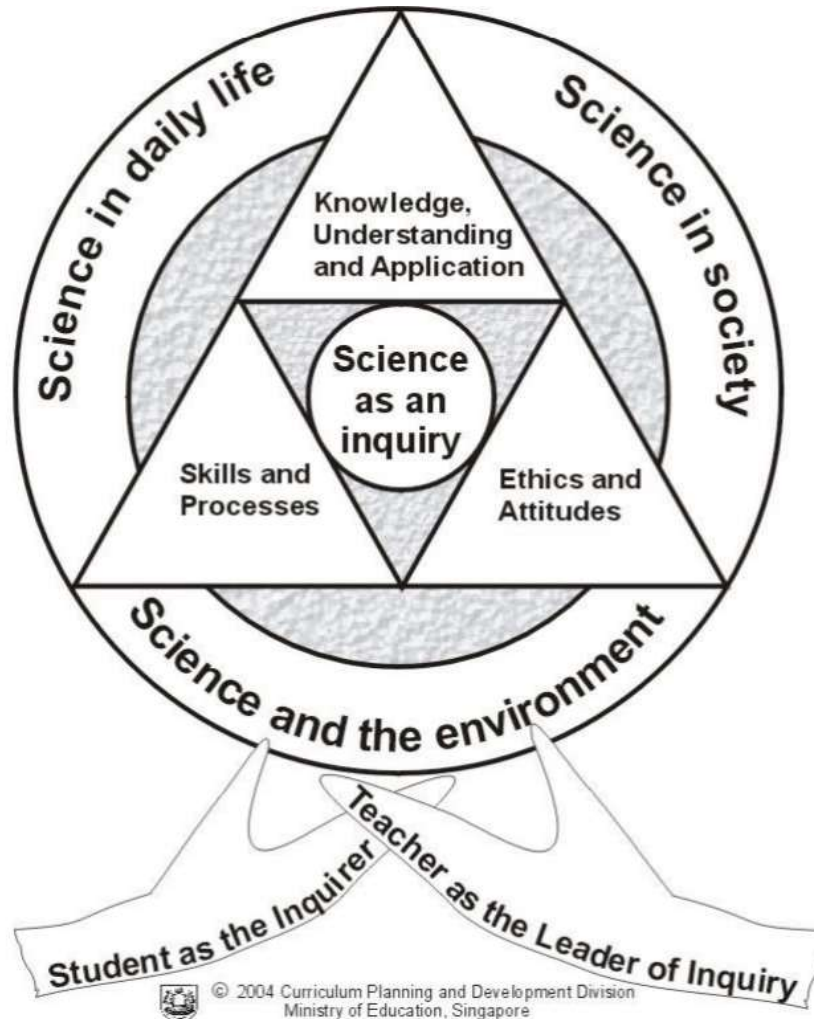 Science in daily life
Science in society
Knowledge,
Understanding
and Application
Science
as an
inquiry
Skills and
Processes
Ethics and
Attitudes
Science and the environment
Student as the Inquirer
Teacher as the Leader of Inquiry
© 2004 Curriculum Planning and Development Division
Ministry of Education, Singapore